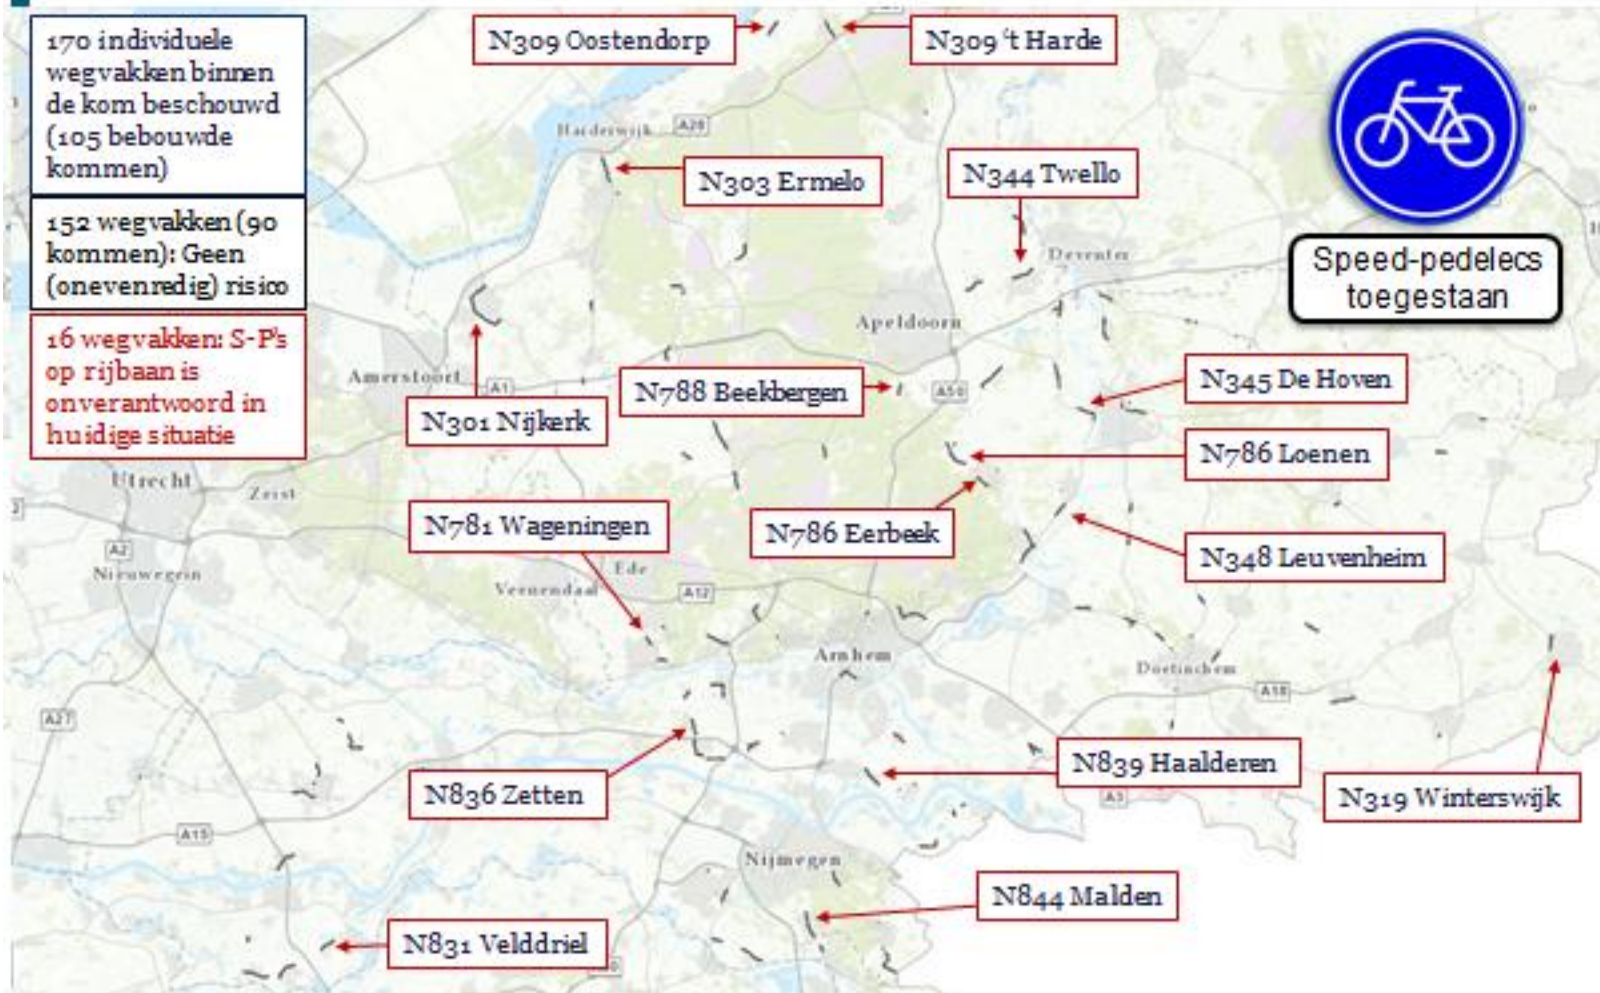 170 individuele
wegvakken binnen
de kom beschouwd
(105 bebouwde
kommen)
152 wegvakken (90
kommen): Geen
(onevenredig) risico
16 wegvakken: S-P's
op rijbaan is
onverantwoord in
huidige situatie
N309 Oostendorp
N309 't Harde
Harderwijk
A28
N303 Ermelo
N344 Twello
Deventer
Speed-pedelecs
toegestaan
Apeldoorn
Amersfoort
A1
N788 Beekbergen
A50
N345 De Hoven
N301 Nijkerk
N786 Loenen
Utrecht
Zeist
N781 Wageningen
N786 Eerbeek
A2
Nieuwegein
Ede
Veenendaal
A12
N348 Leuvenheim
Arnhem
Doetinchem
A18
A27
N836 Zetten
N839 Haalderen
A3
N319 Winterswijk
A15
Nijmegen
N844 Malden
N831 Velddriel